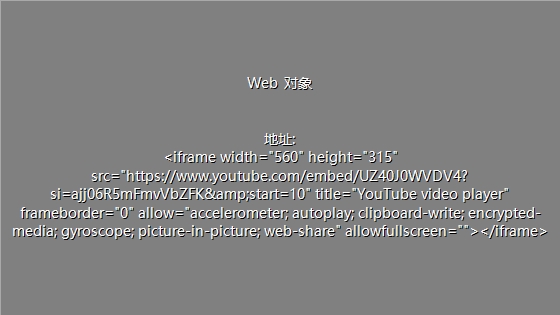 Web 对象
地址:
<iframe width="560" height="315"
src="https://www.youtube.com/embed/UZ40J0WVDV4?
si=ajj06R5mFmvVbZFK&amp;start=10" title="YouTube video player"
frameborder="0" allow="accelerometer; autoplay; clipboard-write; encrypted-
media; gyroscope; picture-in-picture; web-share" allowfullscreen=""></iframe>